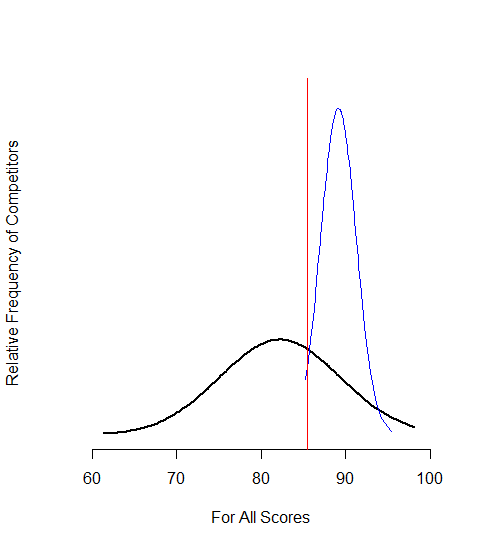 Relative Frequency of Competitors
60 70 80 90 100
For All Scores